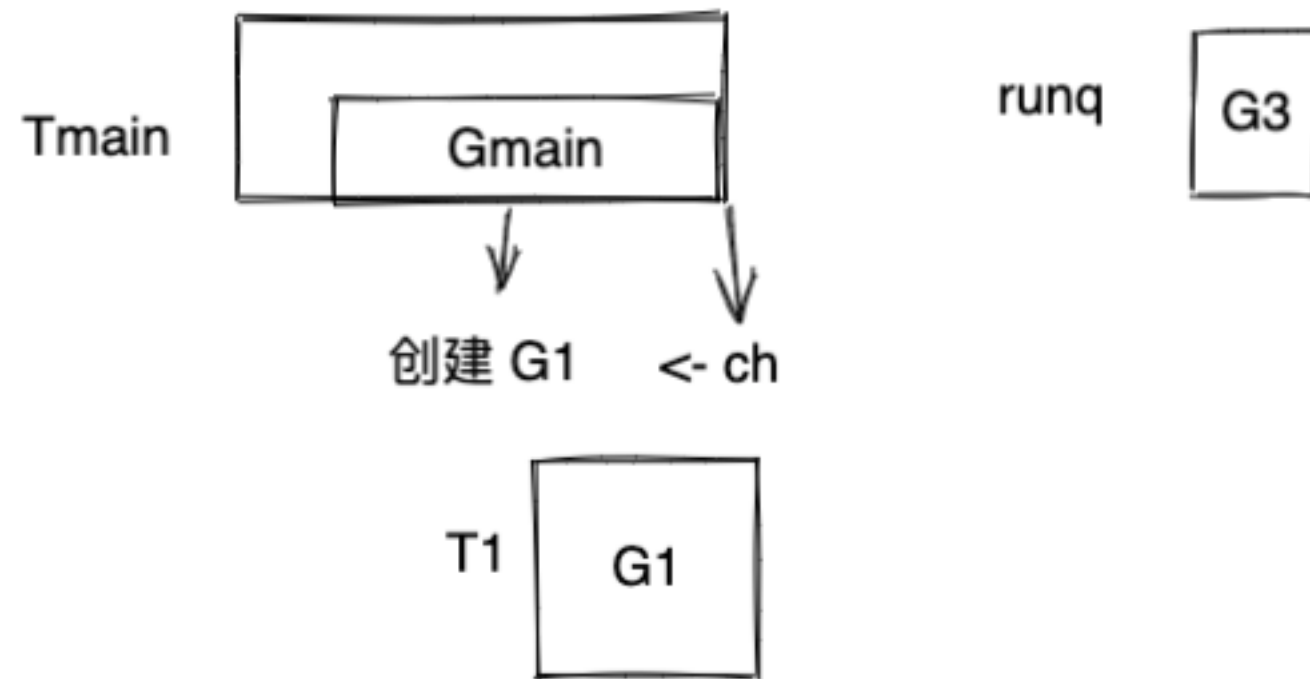 Tmain
Gmain
runq
G3
创建 G1
<- ch
T1
G1